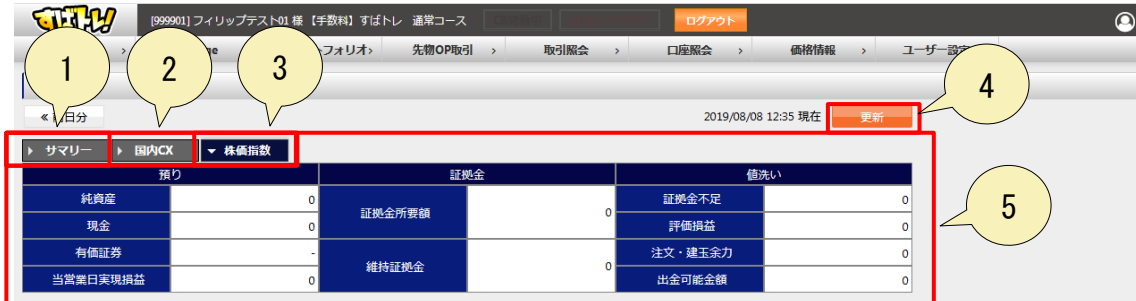 すばトレ!
[999901]フィリップテスト01 様 【手数料】すばトレ 通常コース
ログアウト
フォリオ> 先物OP取引 > 取引照会 > 口座照会 > 価格情報 > ユーザー設定
1
2
3
4
2019/08/08 12:35 現在
更新
サマリー
国内CX
株価指数
預り
証拠金
値洗い
純資産 0
証拠金所要額 0
証拠金不足 0
現金 0
評価損益 0
有価証券 -
維持証拠金 0
注文・建玉余力 0
当営業日実現損益 0
出金可能金額 0
5